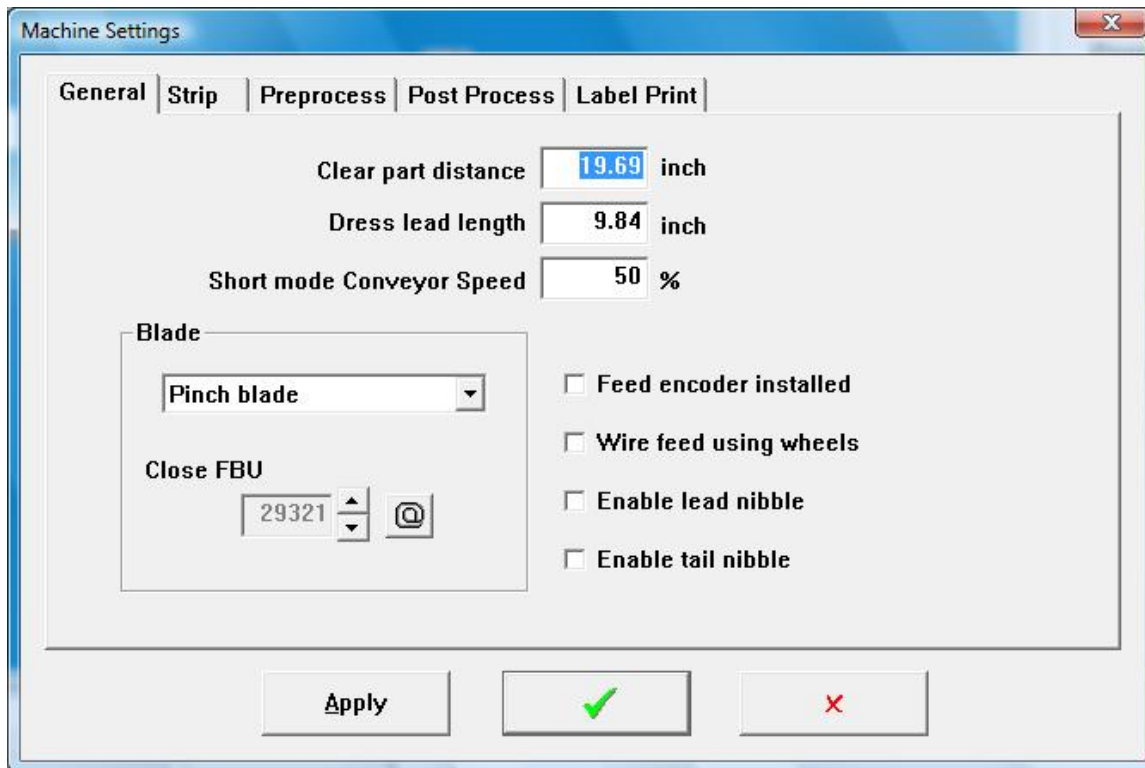 Machine Settings
General Strip Preprocess Post Process Label Print
Clear part distance 19.69 inch
Dress lead length 9.84 inch
Short mode Conveyor Speed 50 %
Blade
Pinch blade
Feed encoder installed
Wire feed using wheels
Close FBU
29321 @
Enable lead nibble
Enable tail nibble
Apply